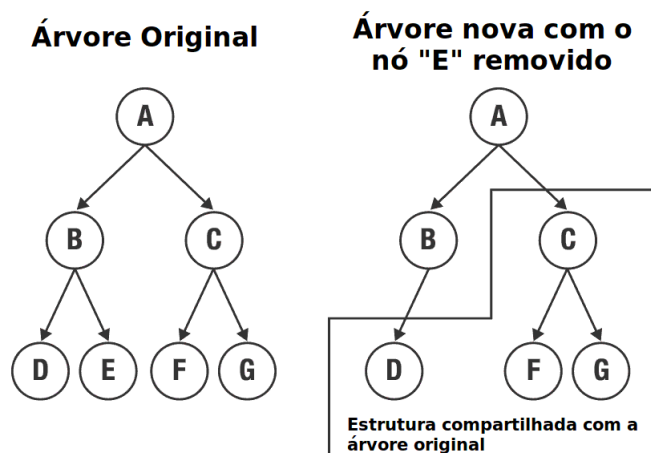 Árvore Original
Árvore nova com o
nó "E" removido
A
B
C
D
E
F
G
A
B
C
D
F
G
Estrutura compartilhada com a
árvore original